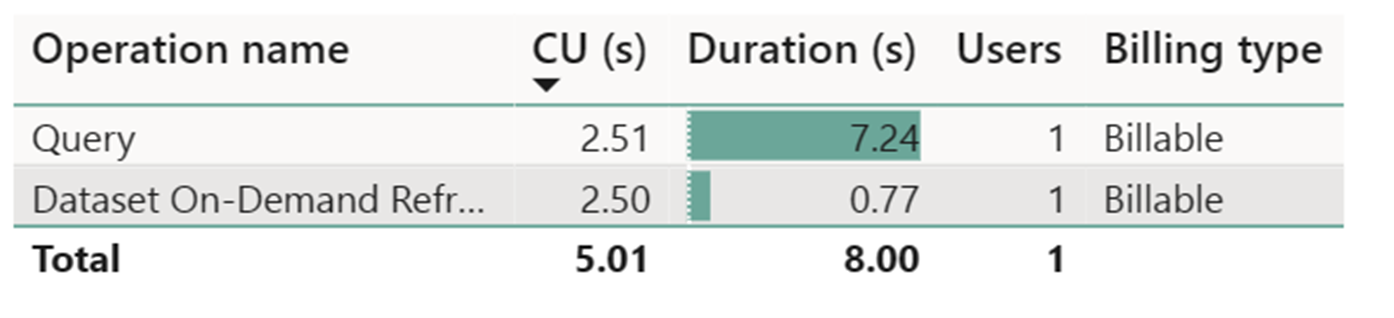 Operation name CU (s) Duration (s) Users Billing type
Query 2.51 7.24 1 Billable
Dataset On-Demand Refr... 2.50 0.77 1 Billable
Total 5.01 8.00 1